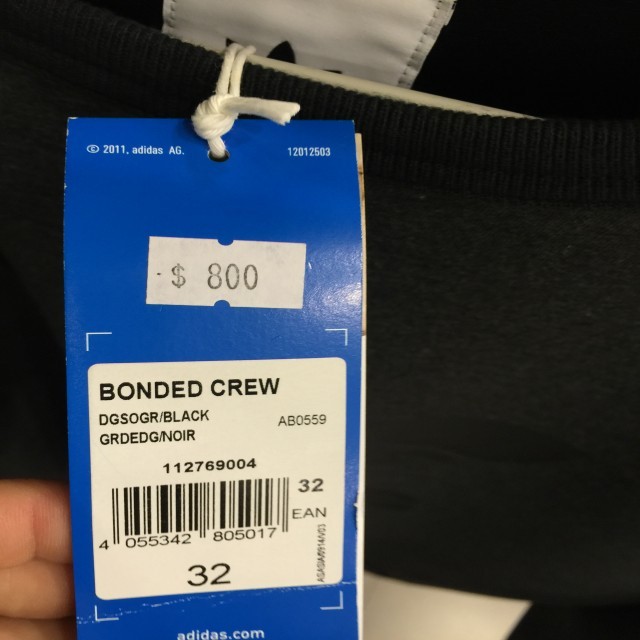 © 2011, adidas AG.
12012503
$ 800
BONDED CREW
DGSOGR/BLACK
AB0559
GRDEDG/NOIR
112769004
32
EAN
4 055342 805017
32
adidas.com